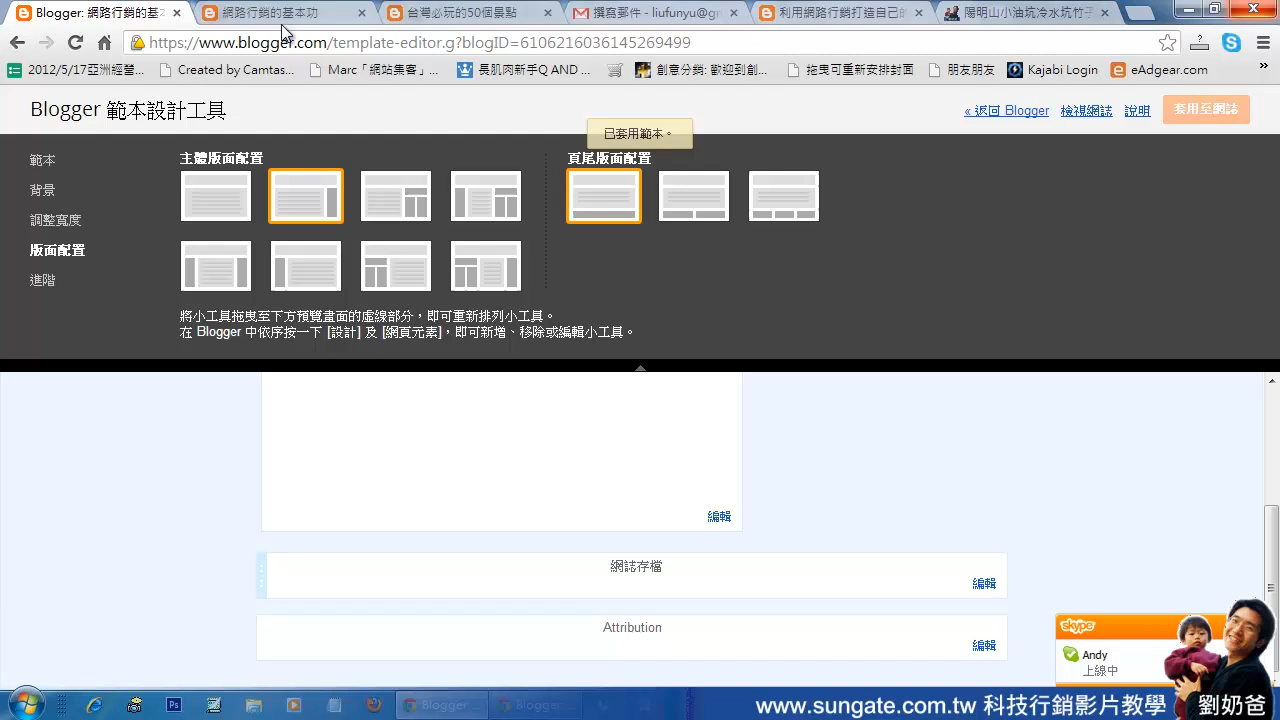 Blogger: 網路行銷的基本
網路行銷的基本功
台灣必玩的50個景點
撰寫郵件 - liufunyu@gr
利用網路行銷打造自己的
陽明山小油坑冷水坑竹子
https://www.blogger.com/template-editor.g?blogID=6106216036145269499
2012/5/17亞洲經營...
Created by Camtas...
Marc「網站集客」...
長肌肉新手Q AND ...
創意分銷 歡迎到創...
拖曳可重新安排封面
朋友朋友
Kajabi Login
eAdgear.com
»
Blogger 範本設計工具
« 返回 Blogger
檢視網誌
說明
套用至網誌
已套用範本。
範本
背景
調整寬度
版面配置
進階
主體版面配置
頁尾版面配置
將小工具拖曳至下方預覽畫面的虛線部分，即可重新排列小工具。
在 Blogger 中依序按一下 [設計] 及 [網頁元素]，即可新增、移除或編輯小工具。
編輯
網誌存檔
編輯
Attribution
編輯
skype
Andy
上線中
Blogger
Blogger
www.sungate.com.tw 科技行銷影片教學
劉奶爸